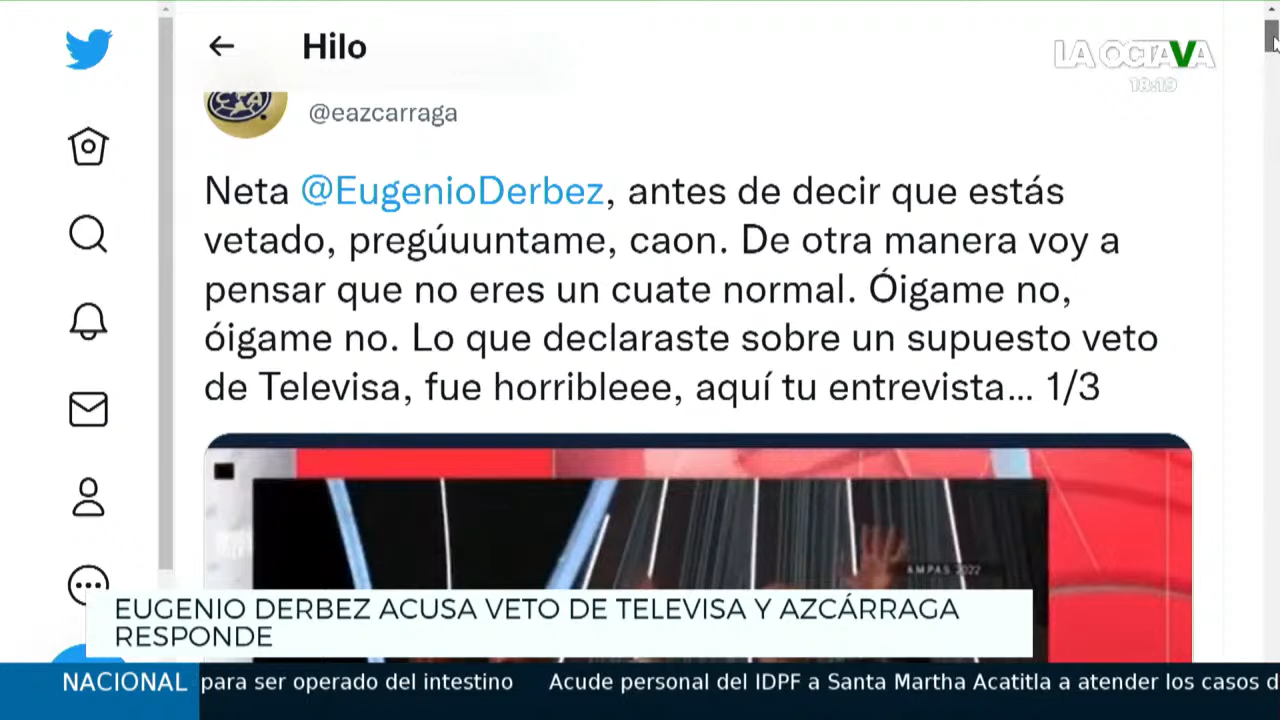 Hilo
LA OCTAVA
18:19
CFA
@eazcarraga
Neta @EugenioDerbez, antes de decir que estás
vetado, pregúuuntame, caon. De otra manera voy a
pensar que no eres un cuate normal. Óigame no,
óigame no. Lo que declaraste sobre un supuesto veto
de Televisa, fue horribleee, aquí tu entrevista... 1/3
AMPAS 2022
EUGENIO DERBEZ ACUSA VETO DE TELEVISA Y AZCÁRRAGA
RESPONDE
NACIONAL para ser operado del intestino Acude personal del IDPF a Santa Martha Acatitla a atender los casos d